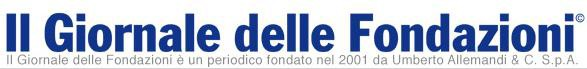 Il Giornale delle Fondazioni©
Il Giornale delle Fondazioni è un periodico fondato nel 2001 da Umberto Allemandi & C. S.p.A.